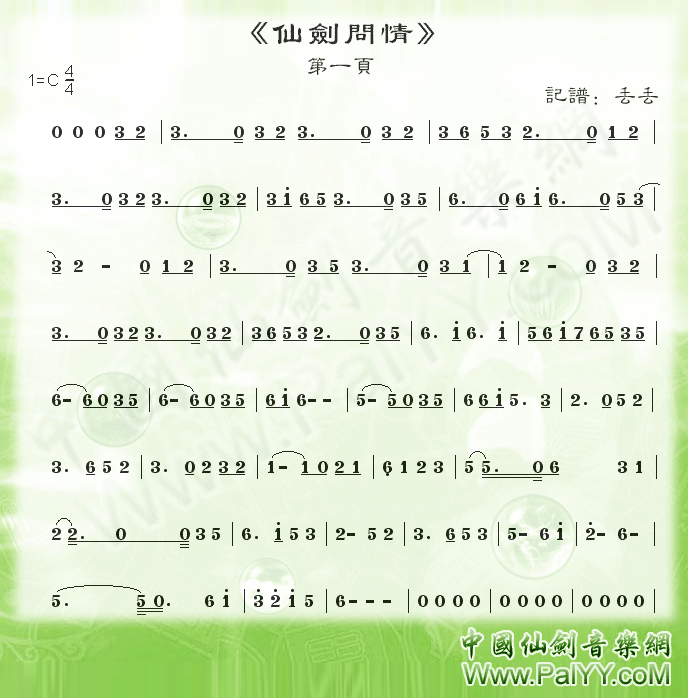 《仙劍問情》
第一頁
1=C 4/4
記譜：丢丢
0 0 0 3 2 | 3. 0 3 2 3. 0 3 2 | 3 6 5 3 2. 0 1 2 |
3. 0 3 2 3. 0 3 2 | 3 i 6 5 3. 0 3 5 | 6. 0 6 i 6. 0 5 3 |
3 2 - 0 1 2 | 3. 0 3 5 3. 0 3 1 | 1 2 - 0 3 2 |
3. 0 3 2 3. 0 3 2 | 3 6 5 3 2. 0 3 5 | 6. i 6. i | 5 6 i 7 6 5 3 5 |
6 - 6 0 3 5 | 6 - 6 0 3 5 | 6 i 6 - - | 5 - 5 0 3 5 | 6 6 i 5. 3 | 2. 0 5 2 |
3. 6 5 2 | 3. 0 2 3 2 | 1 - 1 0 2 1 | 6 1 2 3 | 5 5. 0 6 3 1 |
2 2. 0 0 3 5 | 6. i 5 3 | 2 - 5 2 | 3. 6 5 3 | 5 - 6 i | 2 - 6 - |
5. 5 0. 6 i | 3 2 i 5 | 6 - - - | 0 0 0 0 | 0 0 0 0 | 0 0 0 0 |
中國仙劍音樂網
Www.PalYY.coM